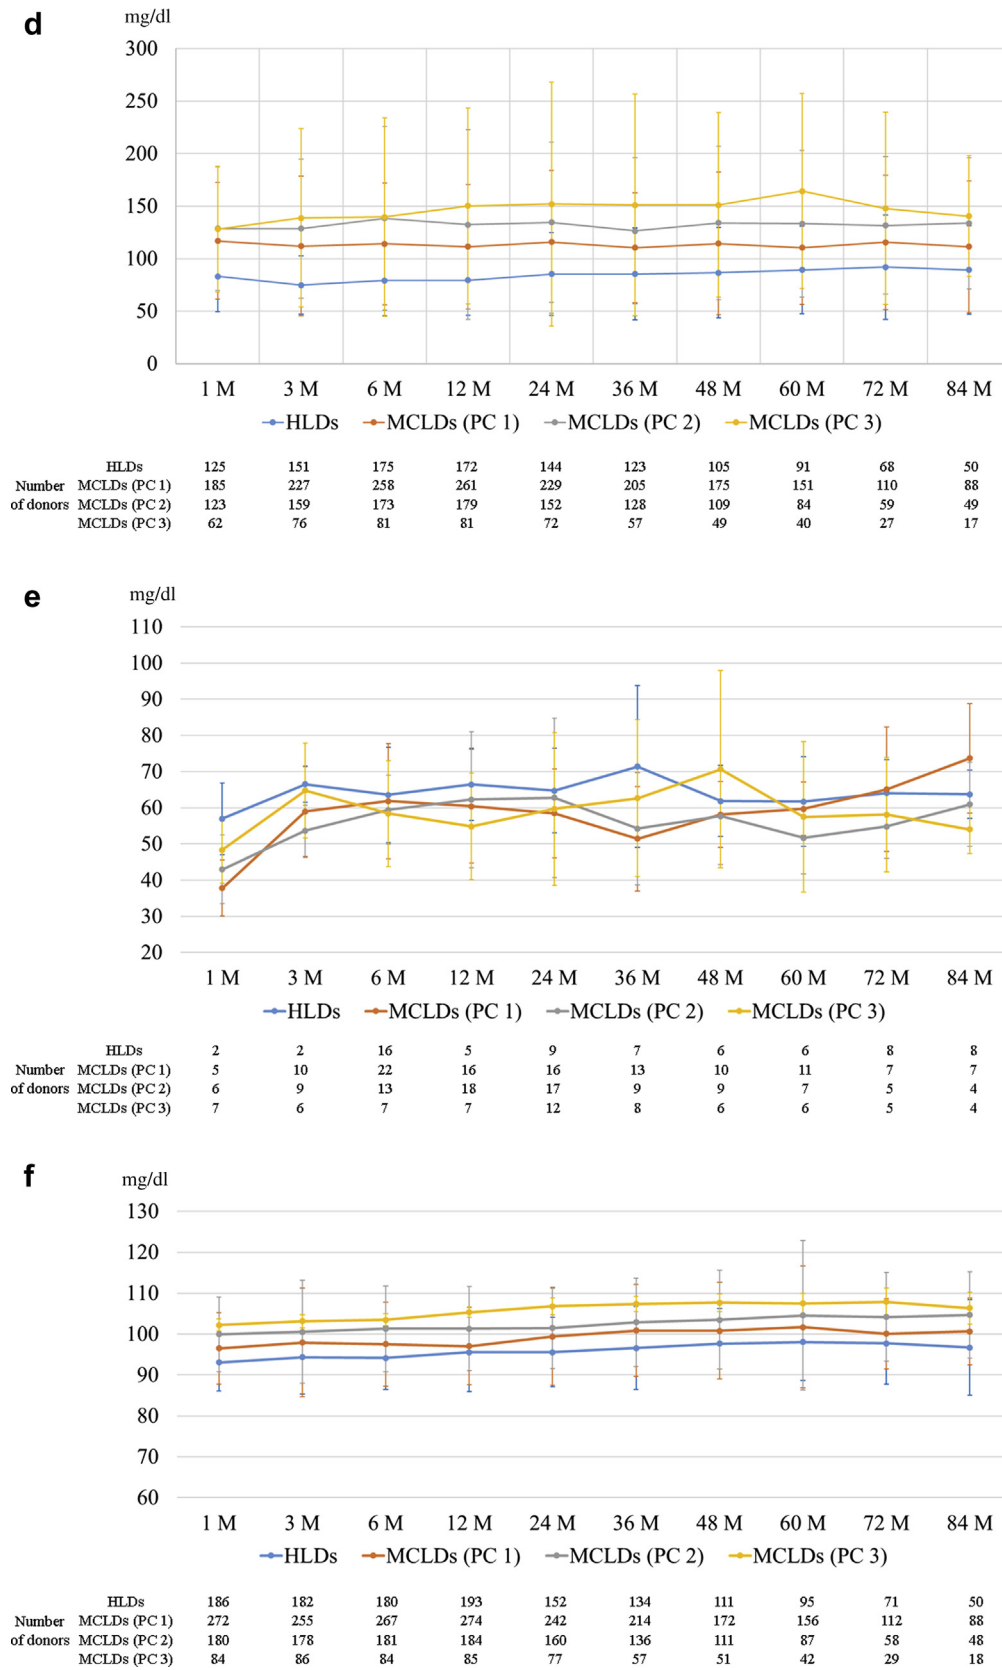 d
mg/dl
300
250
200
150
100
50
0
1 M 3 M 6 M 12 M 24 M 36 M 48 M 60 M 72 M 84 M
HLDs MCLDs (PC 1) MCLDs (PC 2) MCLDs (PC 3)
HLDs 125 151 175 172 144 123 105 91 68 50
Number MCLDs (PC 1) 185 227 258 261 229 205 175 151 110 88
of donors MCLDs (PC 2) 123 159 173 179 152 128 109 84 59 49
MCLDs (PC 3) 62 76 81 81 72 57 49 40 27 17
e
mg/dl
110
100
90
80
70
60
50
40
30
20
1 M 3 M 6 M 12 M 24 M 36 M 48 M 60 M 72 M 84 M
HLDs MCLDs (PC 1) MCLDs (PC 2) MCLDs (PC 3)
HLDs 2 2 16 5 9 7 6 6 8 8
Number MCLDs (PC 1) 5 10 22 16 16 13 10 11 7 7
of donors MCLDs (PC 2) 6 9 13 18 17 9 9 7 5 4
MCLDs (PC 3) 7 6 7 7 12 8 6 6 5 4
f
mg/dl
130
120
110
100
90
80
70
60
1 M 3 M 6 M 12 M 24 M 36 M 48 M 60 M 72 M 84 M
HLDs MCLDs (PC 1) MCLDs (PC 2) MCLDs (PC 3)
HLDs 186 182 180 193 152 134 111 95 71 50
Number MCLDs (PC 1) 272 255 267 274 242 214 172 156 112 88
of donors MCLDs (PC 2) 180 178 181 184 160 136 111 87 58 48
MCLDs (PC 3) 84 86 84 85 77 57 51 42 29 18